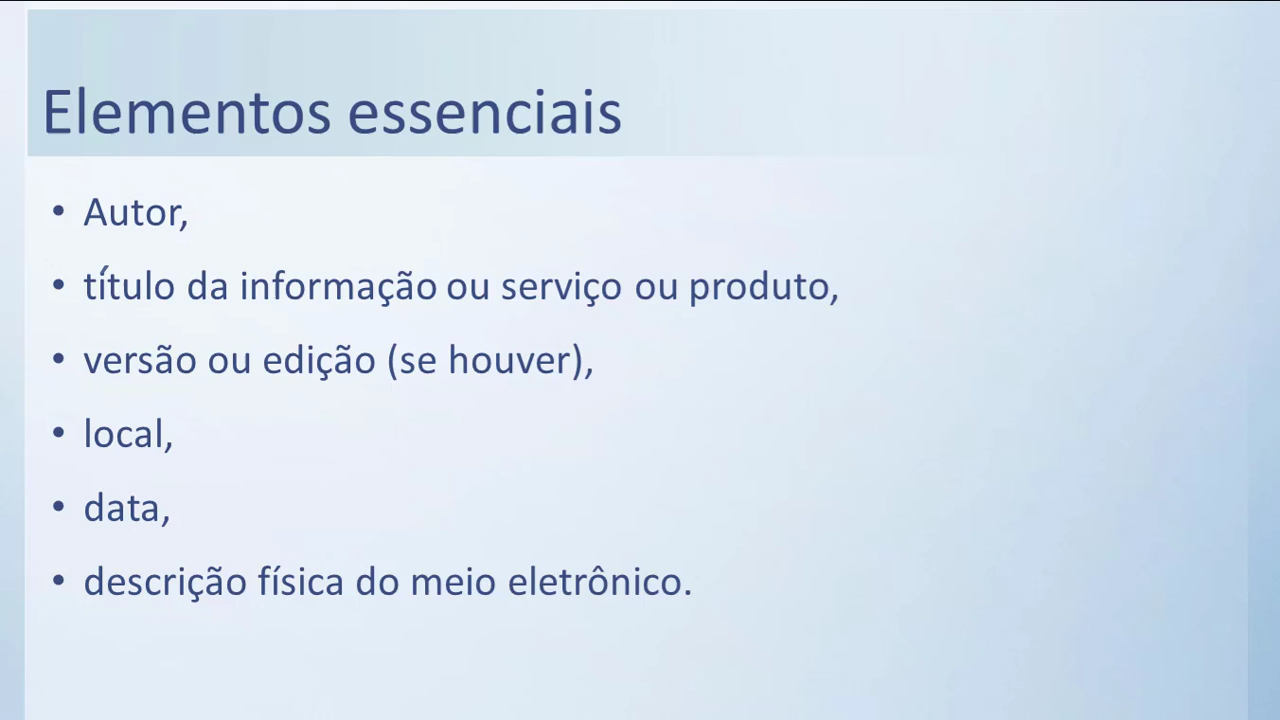 Elementos essenciais
• Autor,
• título da informação ou serviço ou produto,
• versão ou edição (se houver),
• local,
• data,
• descrição física do meio eletrônico.